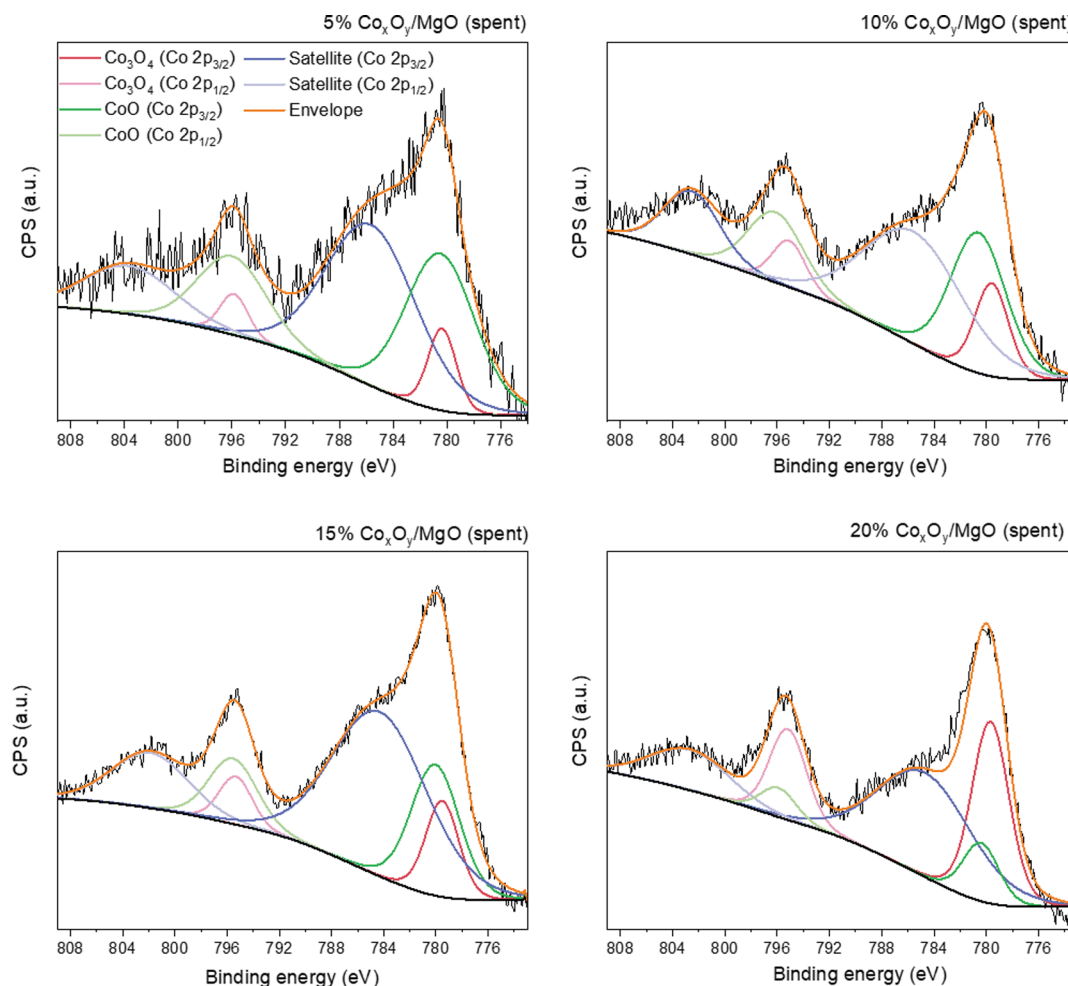 5% CoₓOᵧ/MgO (spent)
Co₃O₄ (Co 2p₃/₂)
Co₃O₄ (Co 2p₁/₂)
CoO (Co 2p₃/₂)
CoO (Co 2p₁/₂)
Satellite (Co 2p₃/₂)
Satellite (Co 2p₁/₂)
Envelope
CPS (a.u.)
808 804 800 796 792 788 784 780 776
Binding energy (eV)
10% CoₓOᵧ/MgO (spent)
CPS (a.u.)
808 804 800 796 792 788 784 780 776
Binding energy (eV)
15% CoₓOᵧ/MgO (spent)
CPS (a.u.)
808 804 800 796 792 788 784 780 776
Binding energy (eV)
20% CoₓOᵧ/MgO (spent)
CPS (a.u.)
808 804 800 796 792 788 784 780 776
Binding energy (eV)